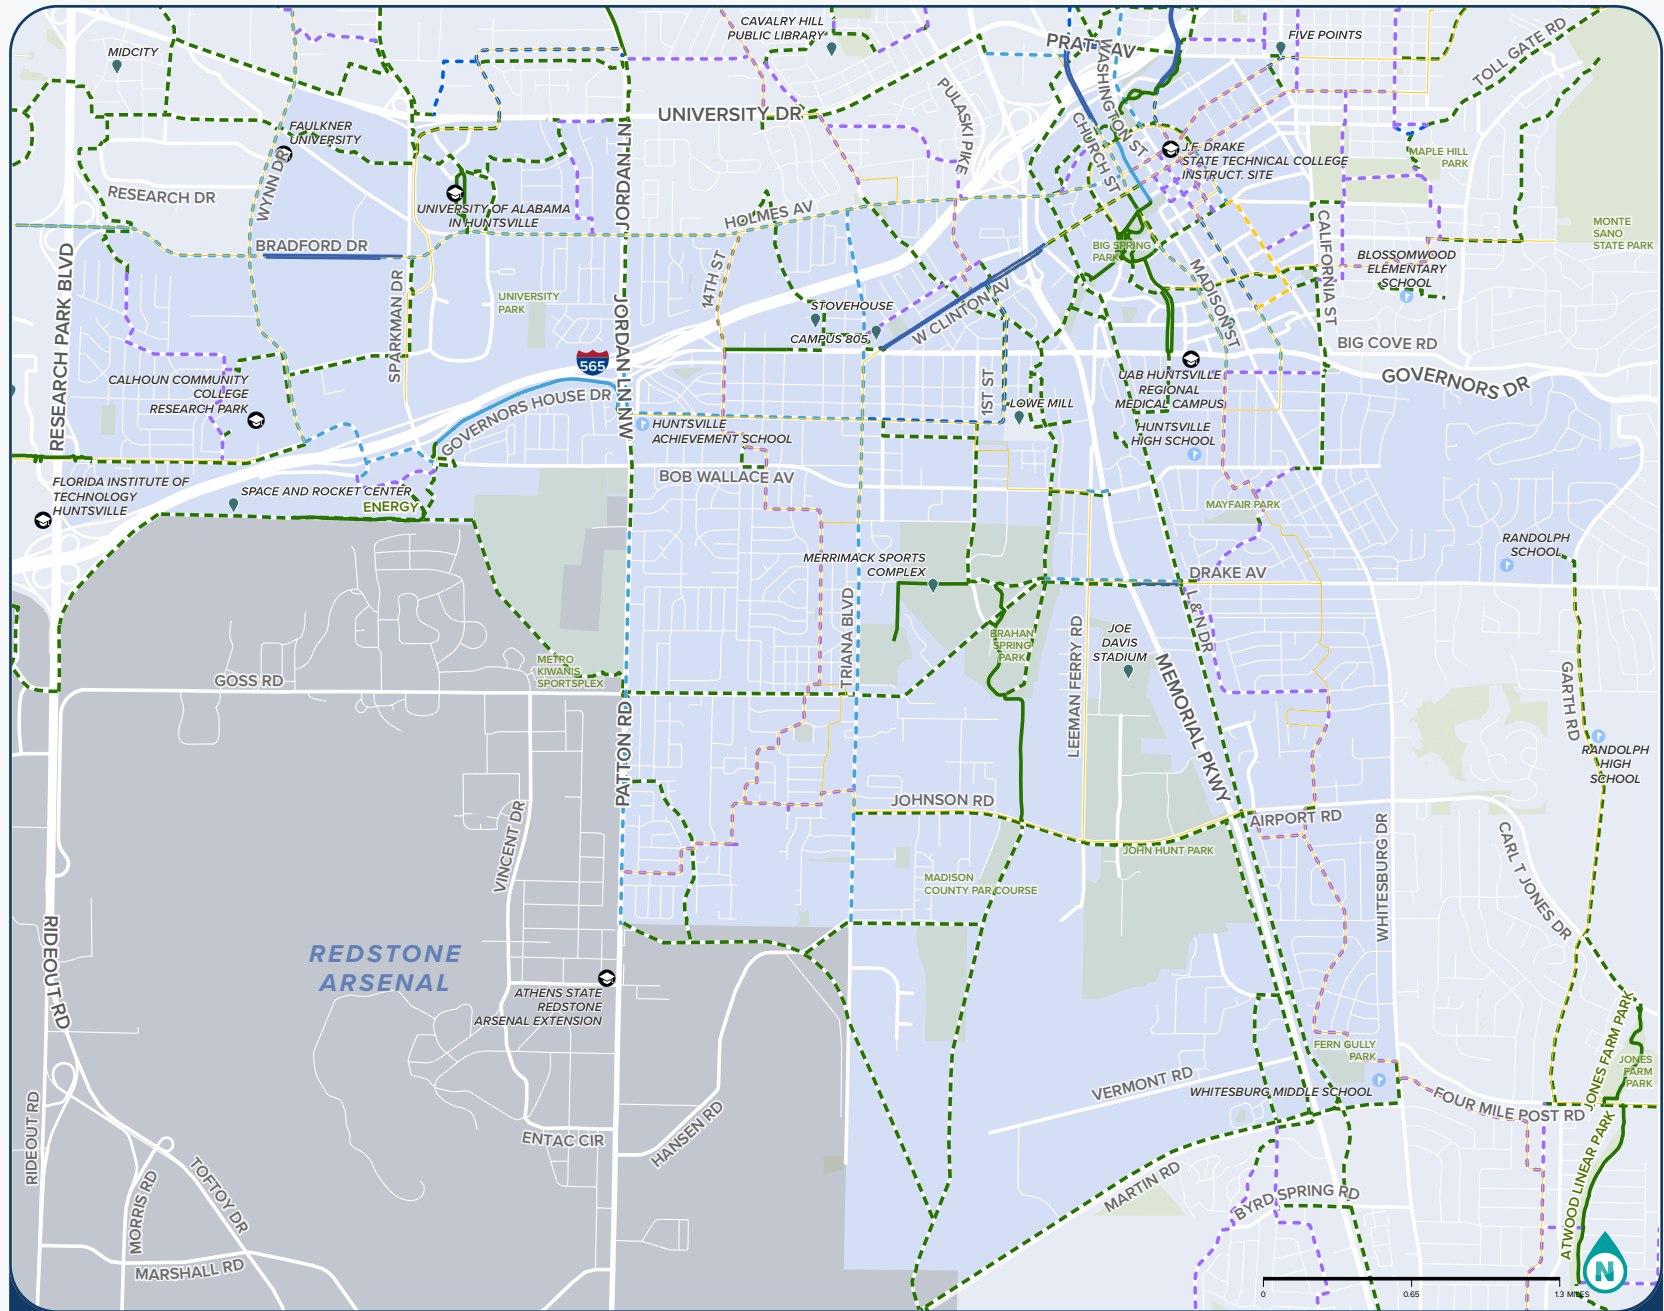 CAVALRY HILL
PUBLIC LIBRARY
FIVE POINTS
PRATT AV
TOLL GATE RD
MIDCITY
WASHINGTON ST
PULASKI PIKE
UNIVERSITY DR
CHURCH ST
FAULKNER
UNIVERSITY
WYNN DR
JORDAN LN
J.F. DRAKE
STATE TECHNICAL COLLEGE
INSTRUCT. SITE
MAPLE HILL
PARK
RESEARCH DR
UNIVERSITY OF ALABAMA
IN HUNTSVILLE
HOLMES AV
CALIFORNIA ST
MONTE
SANO
STATE PARK
BRADFORD DR
BIG SPRING
PARK
BLOSSOMWOOD
ELEMENTARY
SCHOOL
RESEARCH PARK BLVD
SPARKMAN DR
14TH ST
MADISON ST
UNIVERSITY
PARK
STOVEHOUSE
CAMPUS 805
W CLINTON AV
JORDAN LN NW
565
BIG COVE RD
GOVERNORS DR
CALHOUN COMMUNITY
COLLEGE
RESEARCH PARK
UAB HUNTSVILLE
REGIONAL
MEDICAL CAMPUS
GOVERNORS HOUSE DR
1ST ST
LOWE MILL
HUNTSVILLE
ACHIEVEMENT SCHOOL
HUNTSVILLE
HIGH SCHOOL
BOB WALLACE AV
FLORIDA INSTITUTE OF
TECHNOLOGY
HUNTSVILLE
SPACE AND ROCKET CENTER
ENERGY
MAYFAIR PARK
RANDOLPH
SCHOOL
MERRIMACK SPORTS
COMPLEX
DRAKE AV
L & N DR
TRIANA BLVD
BRAHAN
SPRING
PARK
LEEMAN FERRY RD
JOE
DAVIS
STADIUM
METRO
KIWANIS
SPORTSPLEX
GOSS RD
MEMORIAL PKWY
GARTH RD
PATTON RD
RANDOLPH
HIGH
SCHOOL
JOHNSON RD
AIRPORT RD
VINCENT DR
JOHN HUNT PARK
WHITESBURG DR
CARL T JONES DR
MADISON
COUNTY PAR COURSE
RIDEOUT RD
REDSTONE
ARSENAL
ATHENS STATE
REDSTONE
ARSENAL EXTENSION
JONES FARM PARK
FERN GULLY
PARK
JONES
FARM
PARK
VERMONT RD
WHITESBURG MIDDLE SCHOOL
FOUR MILE POST RD
RIDEOUT RD
ENTAC CIR
HANSEN RD
ATWOOD LINEAR PARK
MORRIS RD
TOFTOY DR
MARTIN RD
BYRD SPRING RD
MARSHALL RD
N
0
0.65
1.3 MILES